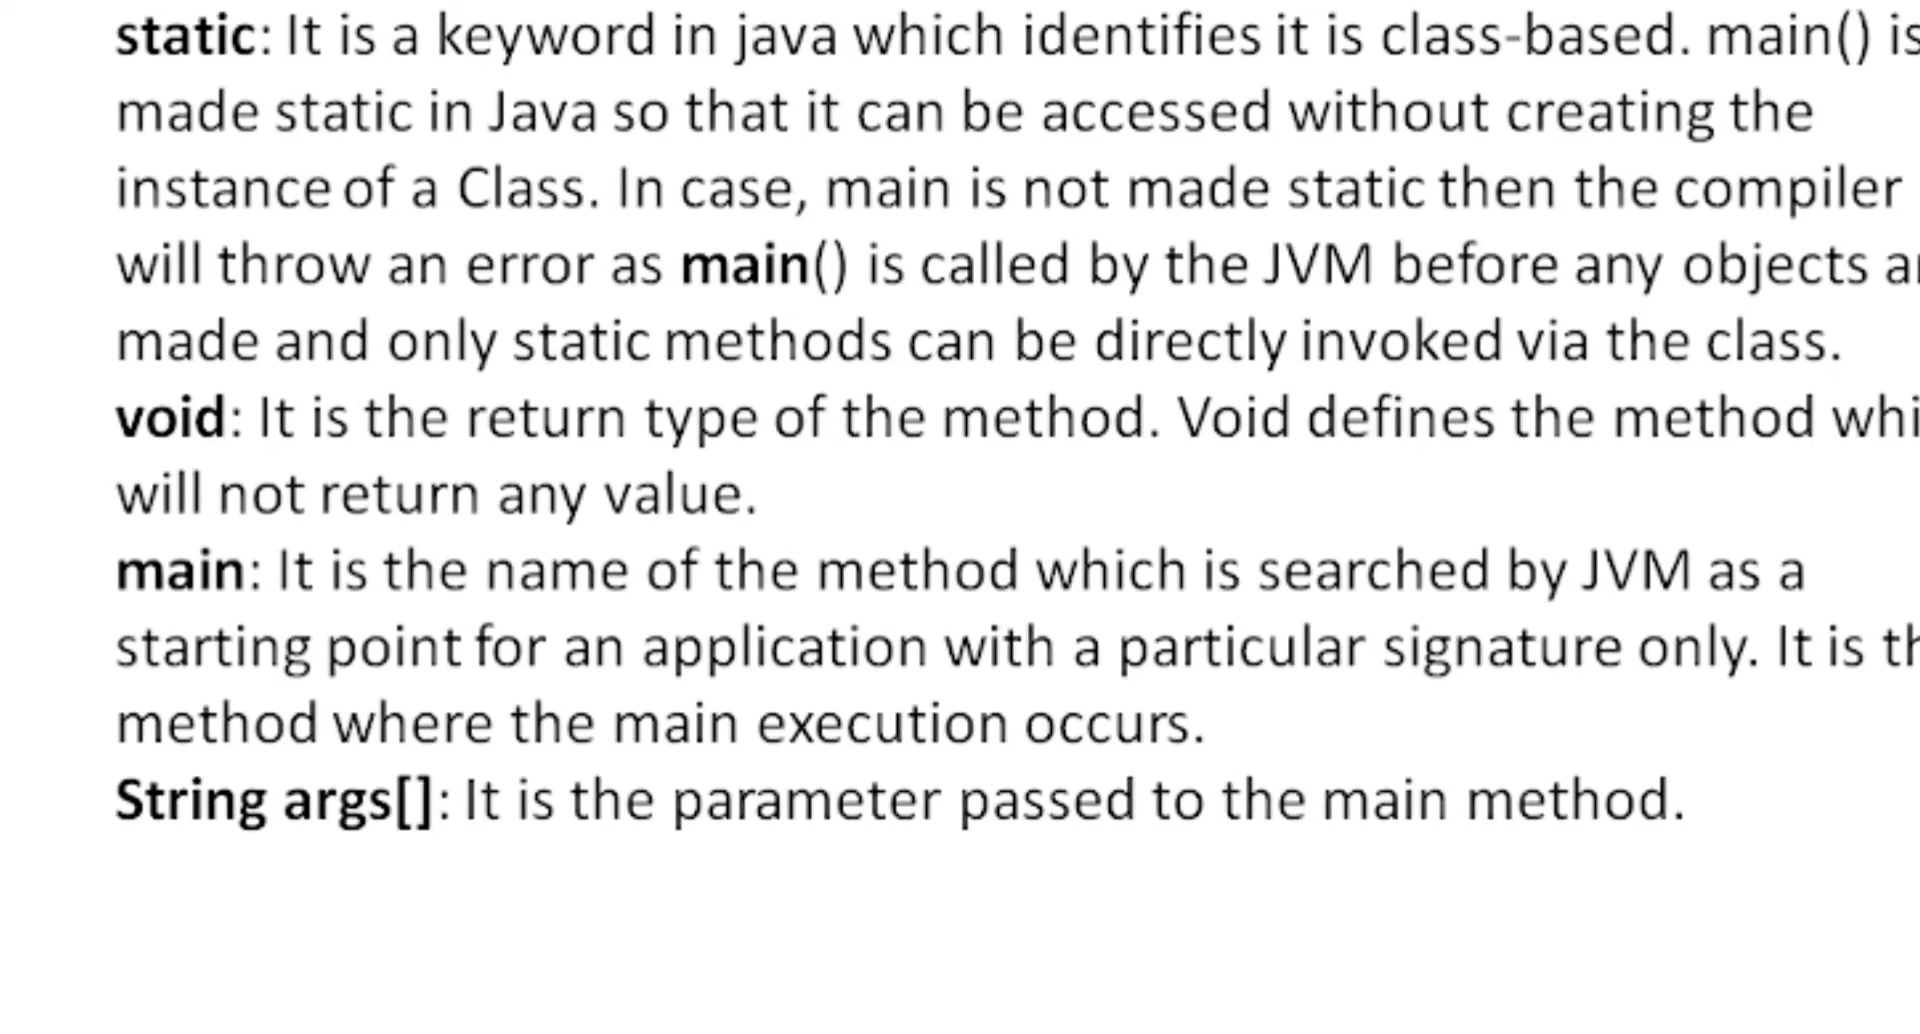 static: It is a keyword in java which identifies it is class-based. main() is
made static in Java so that it can be accessed without creating the
instance of a Class. In case, main is not made static then the compiler
will throw an error as main() is called by the JVM before any objects
made and only static methods can be directly invoked via the class.
void: It is the return type of the method. Void defines the method
will not return any value.
main: It is the name of the method which is searched by JVM as a
starting point for an application with a particular signature only. It is
method where the main execution occurs.
String args[]: It is the parameter passed to the main method.